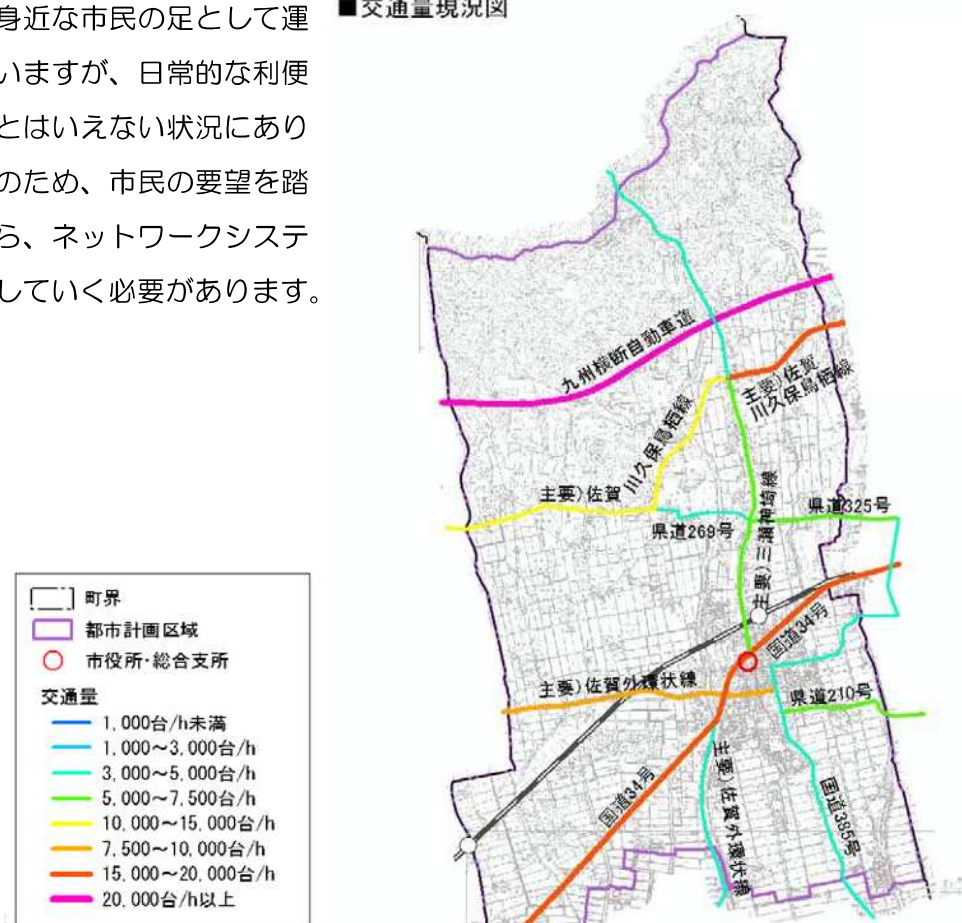 身近な市民の足として運
いますが、日常的な利便
とはいえない状況にあり
のため、市民の要望を踏
ら、ネットワークシステ
していく必要があります。
■交通量現況図
九州横断自動車道
主要)佐賀
川久保鳥栖線
主要)佐賀
川久保鳥栖線
県道269号
主要)三瀬神埼線
県道325号
国道34号
主要)佐賀外環状線
県道210号
国道34号
主要)佐賀外環状線
国道385号
町界
都市計画区域
市役所・総合支所
交通量
1,000台/h未満
1,000~3,000台/h
3,000~5,000台/h
5,000~7,500台/h
10,000~15,000台/h
7,500~10,000台/h
15,000~20,000台/h
20,000台/h以上